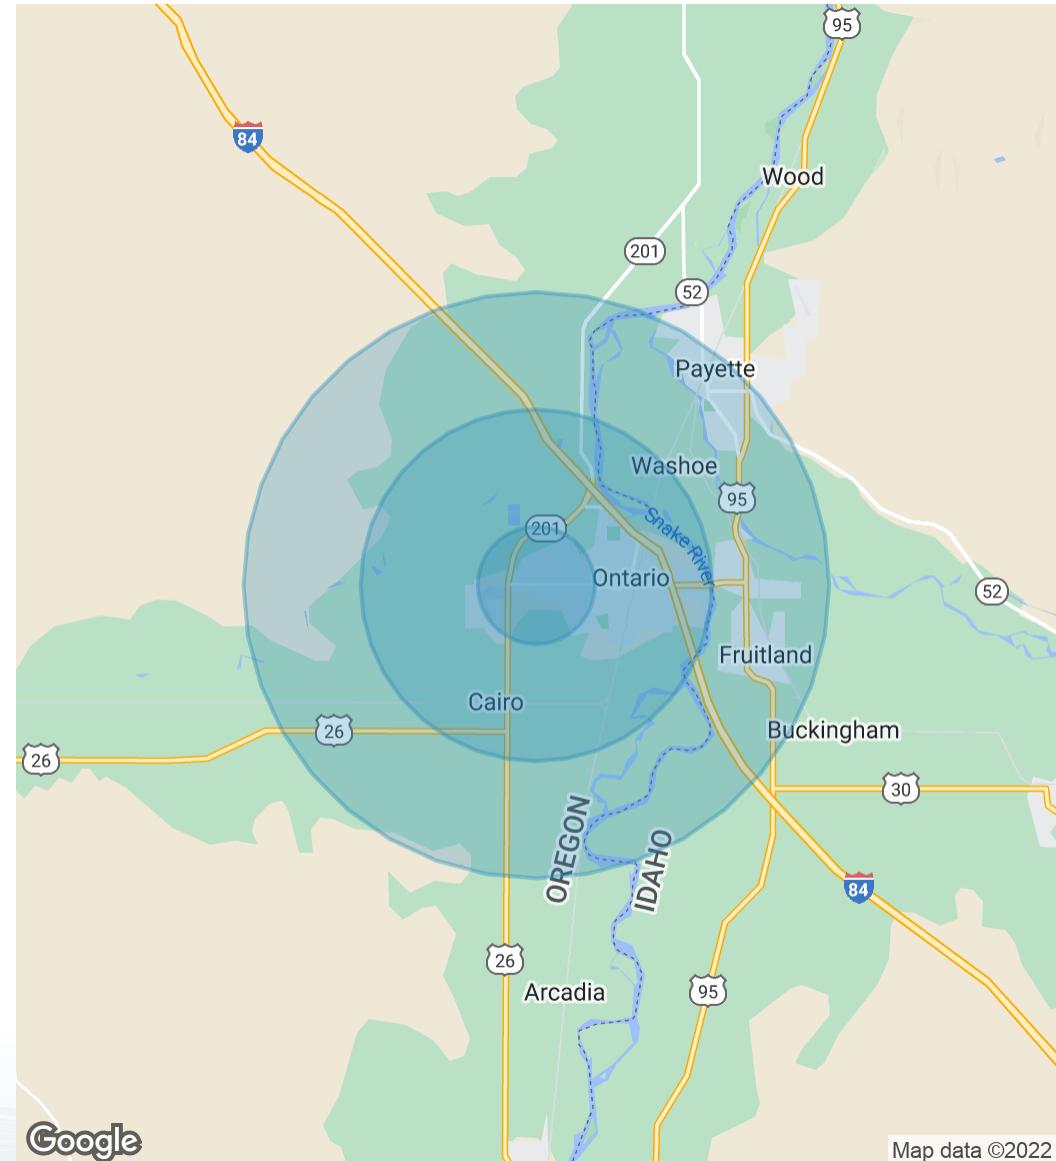 95
84
Wood
201
52
Payette
Washoe
95
201
Snake River
Ontario
52
Fruitland
Cairo
26
Buckingham
26
30
OREGON
IDAHO
84
26
95
Arcadia
Google
Map data ©2022